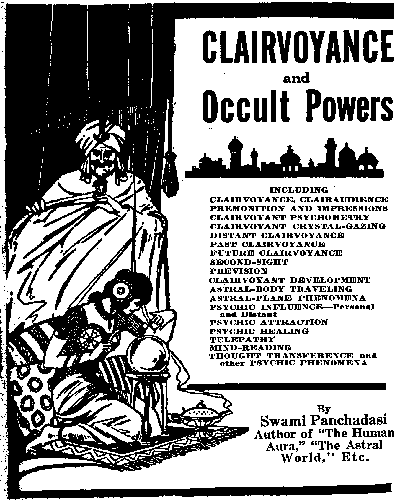 CLAIRVOYANCE
and
Occult Powers
INCLUDING
CLAIRVOYANCE, CLAIRAUDIENCE
PREMONITION AND IMPRESSIONS
CLAIRVOYANT PSYCHOMETRY
CLAIRVOYANT CRYSTAL-GAZING
DISTANT CLAIRVOYANCE
PAST CLAIRVOYANCE
FUTURE CLAIRVOYANCE
SECOND-SIGHT
PREVISION
CLAIRVOYANT DEVELOPMENT
ASTRAL-BODY TRAVELING
ASTRAL-PLANE PHENOMENA
PSYCHIC INFLUENCE—Personal
and Distant
PSYCHIC ATTRACTION
PSYCHIC HEALING
TELEPATHY
MIND-READING
THOUGHT TRANSFERENCE and
other PSYCHIC PHENOMENA
By
Swami Panchadasi
Author of "The Human
Aura," "The Astral
World," Etc.